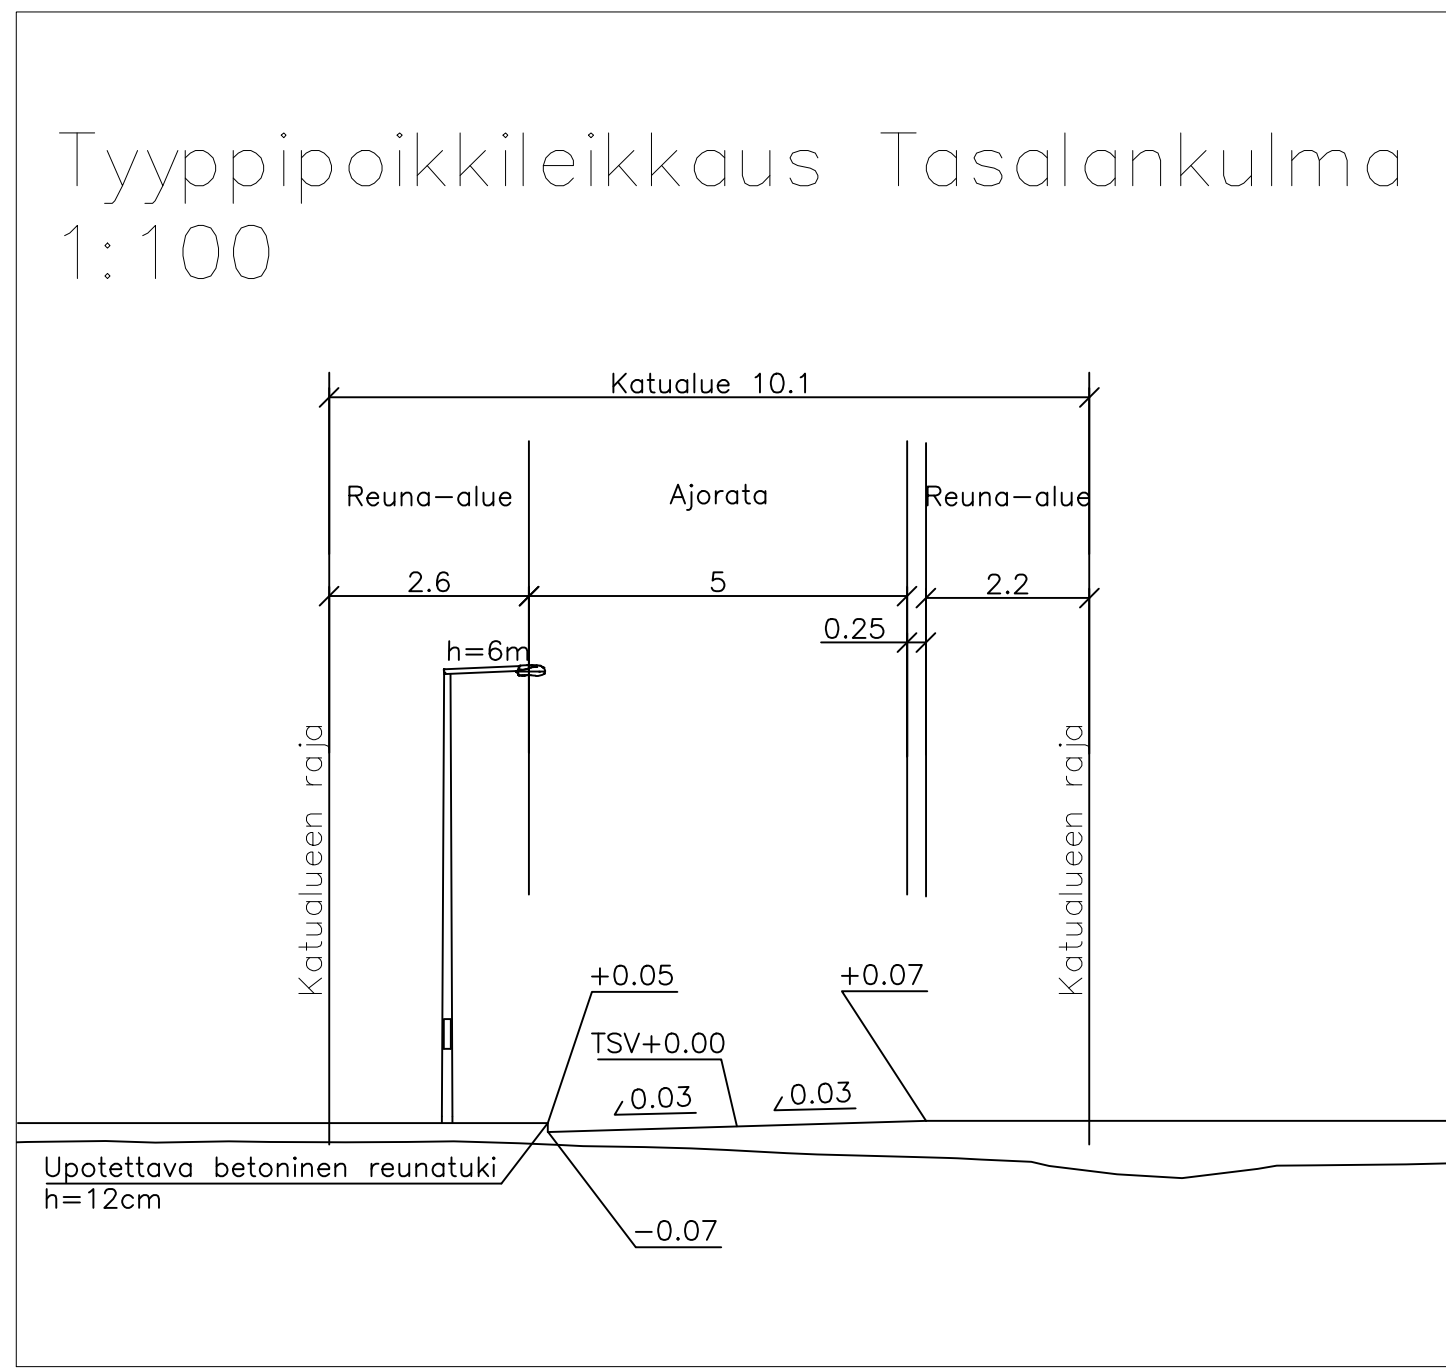 Tyyppipoikkileikkaus Tasalankulma
1:100
Katualue 10.1
Reuna-alue
Ajorata
Reuna-alue
2.6
5
2.2
0.25
h=6m
Katualueen raja
Katualueen raja
+0.05
+0.07
TSV+0.00
0.03
0.03
Upotettava betoninen reunatuki
h=12cm
-0.07